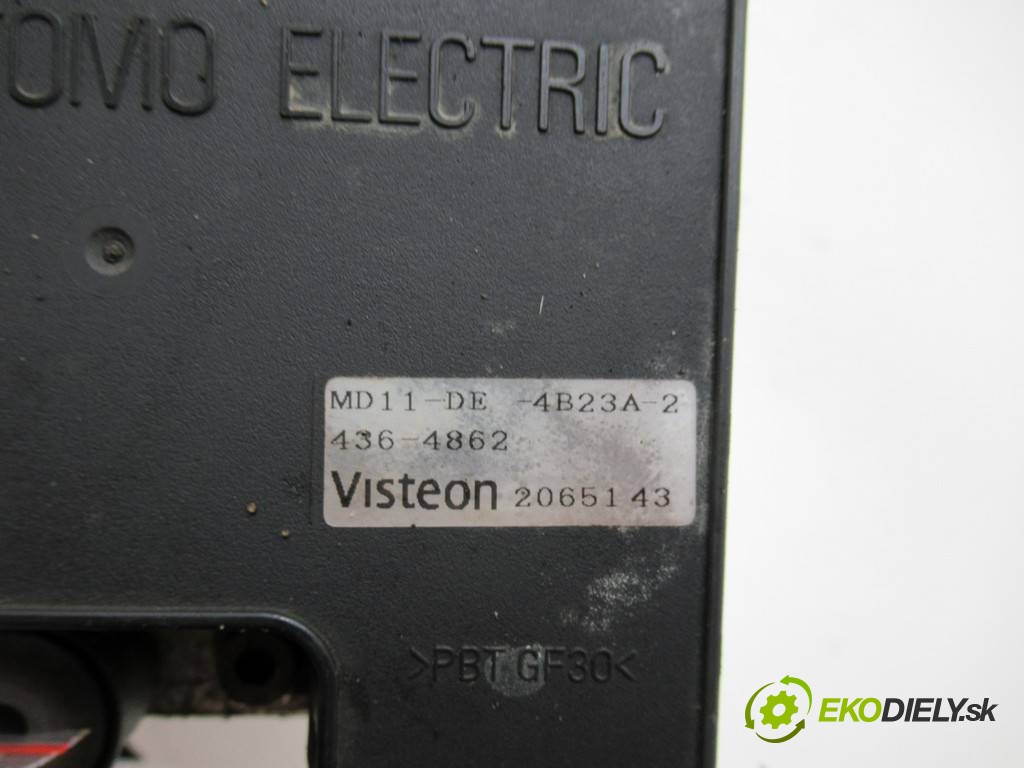 TOMO ELECTRIC
MD11-DE -4B23A-2
436-4862
Visteon 2065143
>PBT GF30<
EKODIELY.sk